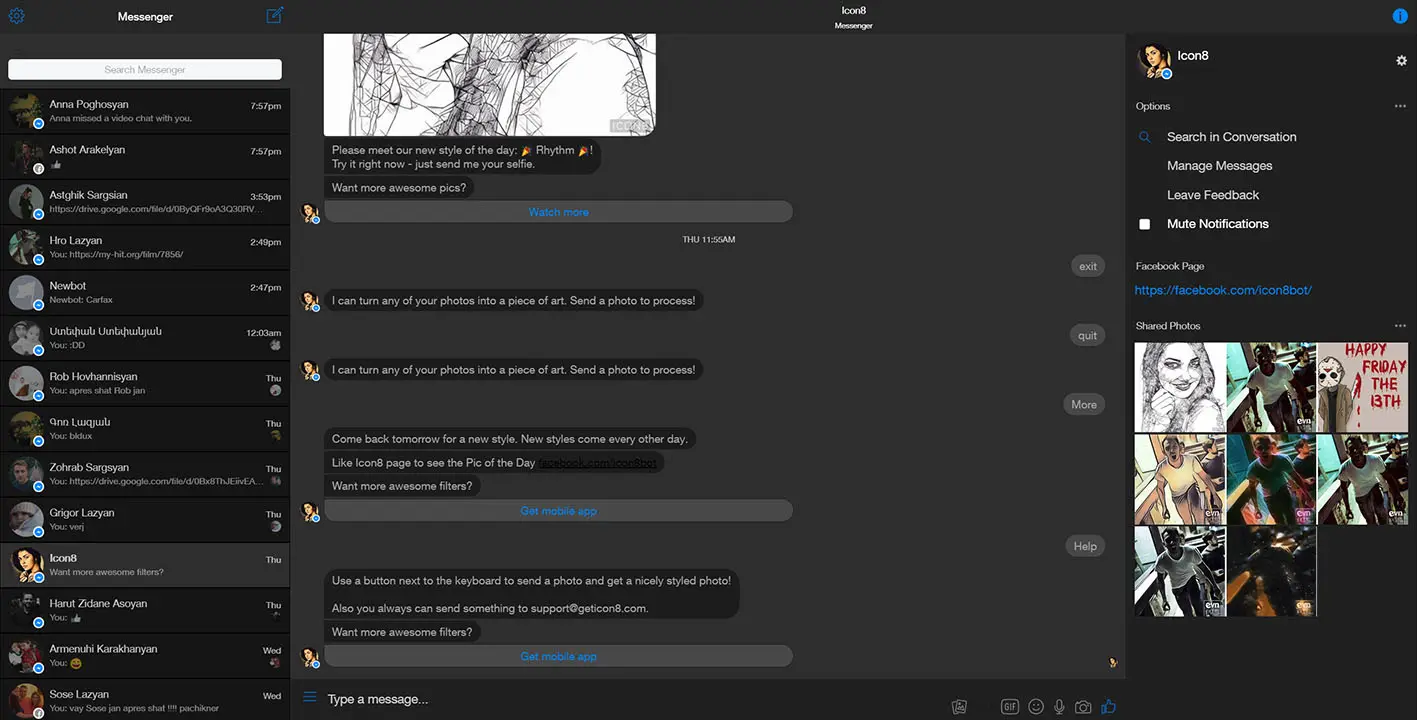 Messenger
Search Messenger
Anna Poghosyan
7:57pm
Anna missed a video chat with you.
Ashot Arakelyan
7:57pm
Astghik Sargsian
3:53pm
https://drive.google.com/file/d/0ByQFr9oA3Q30RV...
Hro Lazyan
2:49pm
You: https://my-hit.org/film/7856/
Newbot
2:47pm
Newbot: Carfax
Ստեփան Ստեփանյան
12:03am
You: :DD
Rob Hovhannisyan
Thu
You: apres shat Rob jan
Գոռ Լազյան
Thu
You: bldux
Zohrab Sargsyan
Thu
You: https://drive.google.com/file/d/0Bx8ThJEiivEA...
Grigor Lazyan
Thu
You: verj
Icon8
Thu
Want more awesome filters?
Harut Zidane Asoyan
Thu
You: 👍
Armenuhi Karakhanyan
Wed
You: 😄
Sose Lazyan
Wed
You: vay Sose jan apres shat !!!! pachikner
Icon8
Messenger
ICON8
Please meet our new style of the day: 🎉 Rhythm 🎉!
Try it right now - just send me your selfie.
Want more awesome pics?
Watch more
THU 11:55AM
exit
I can turn any of your photos into a piece of art. Send a photo to process!
quit
I can turn any of your photos into a piece of art. Send a photo to process!
More
Come back tomorrow for a new style. New styles come every other day.
Like Icon8 page to see the Pic of the Day facebook.com/icon8bot
Want more awesome filters?
Get mobile app
Help
Use a button next to the keyboard to send a photo and get a nicely styled photo!
Also you always can send something to support@geticon8.com.
Want more awesome filters?
Get mobile app
Type a message...
GIF
Icon8
Options
Search in Conversation
Manage Messages
Leave Feedback
Mute Notifications
Facebook Page
https://facebook.com/icon8bot/
Shared Photos
HAPPY
FRIDAY
THE
13TH
evn
evn
evn
evn
evn